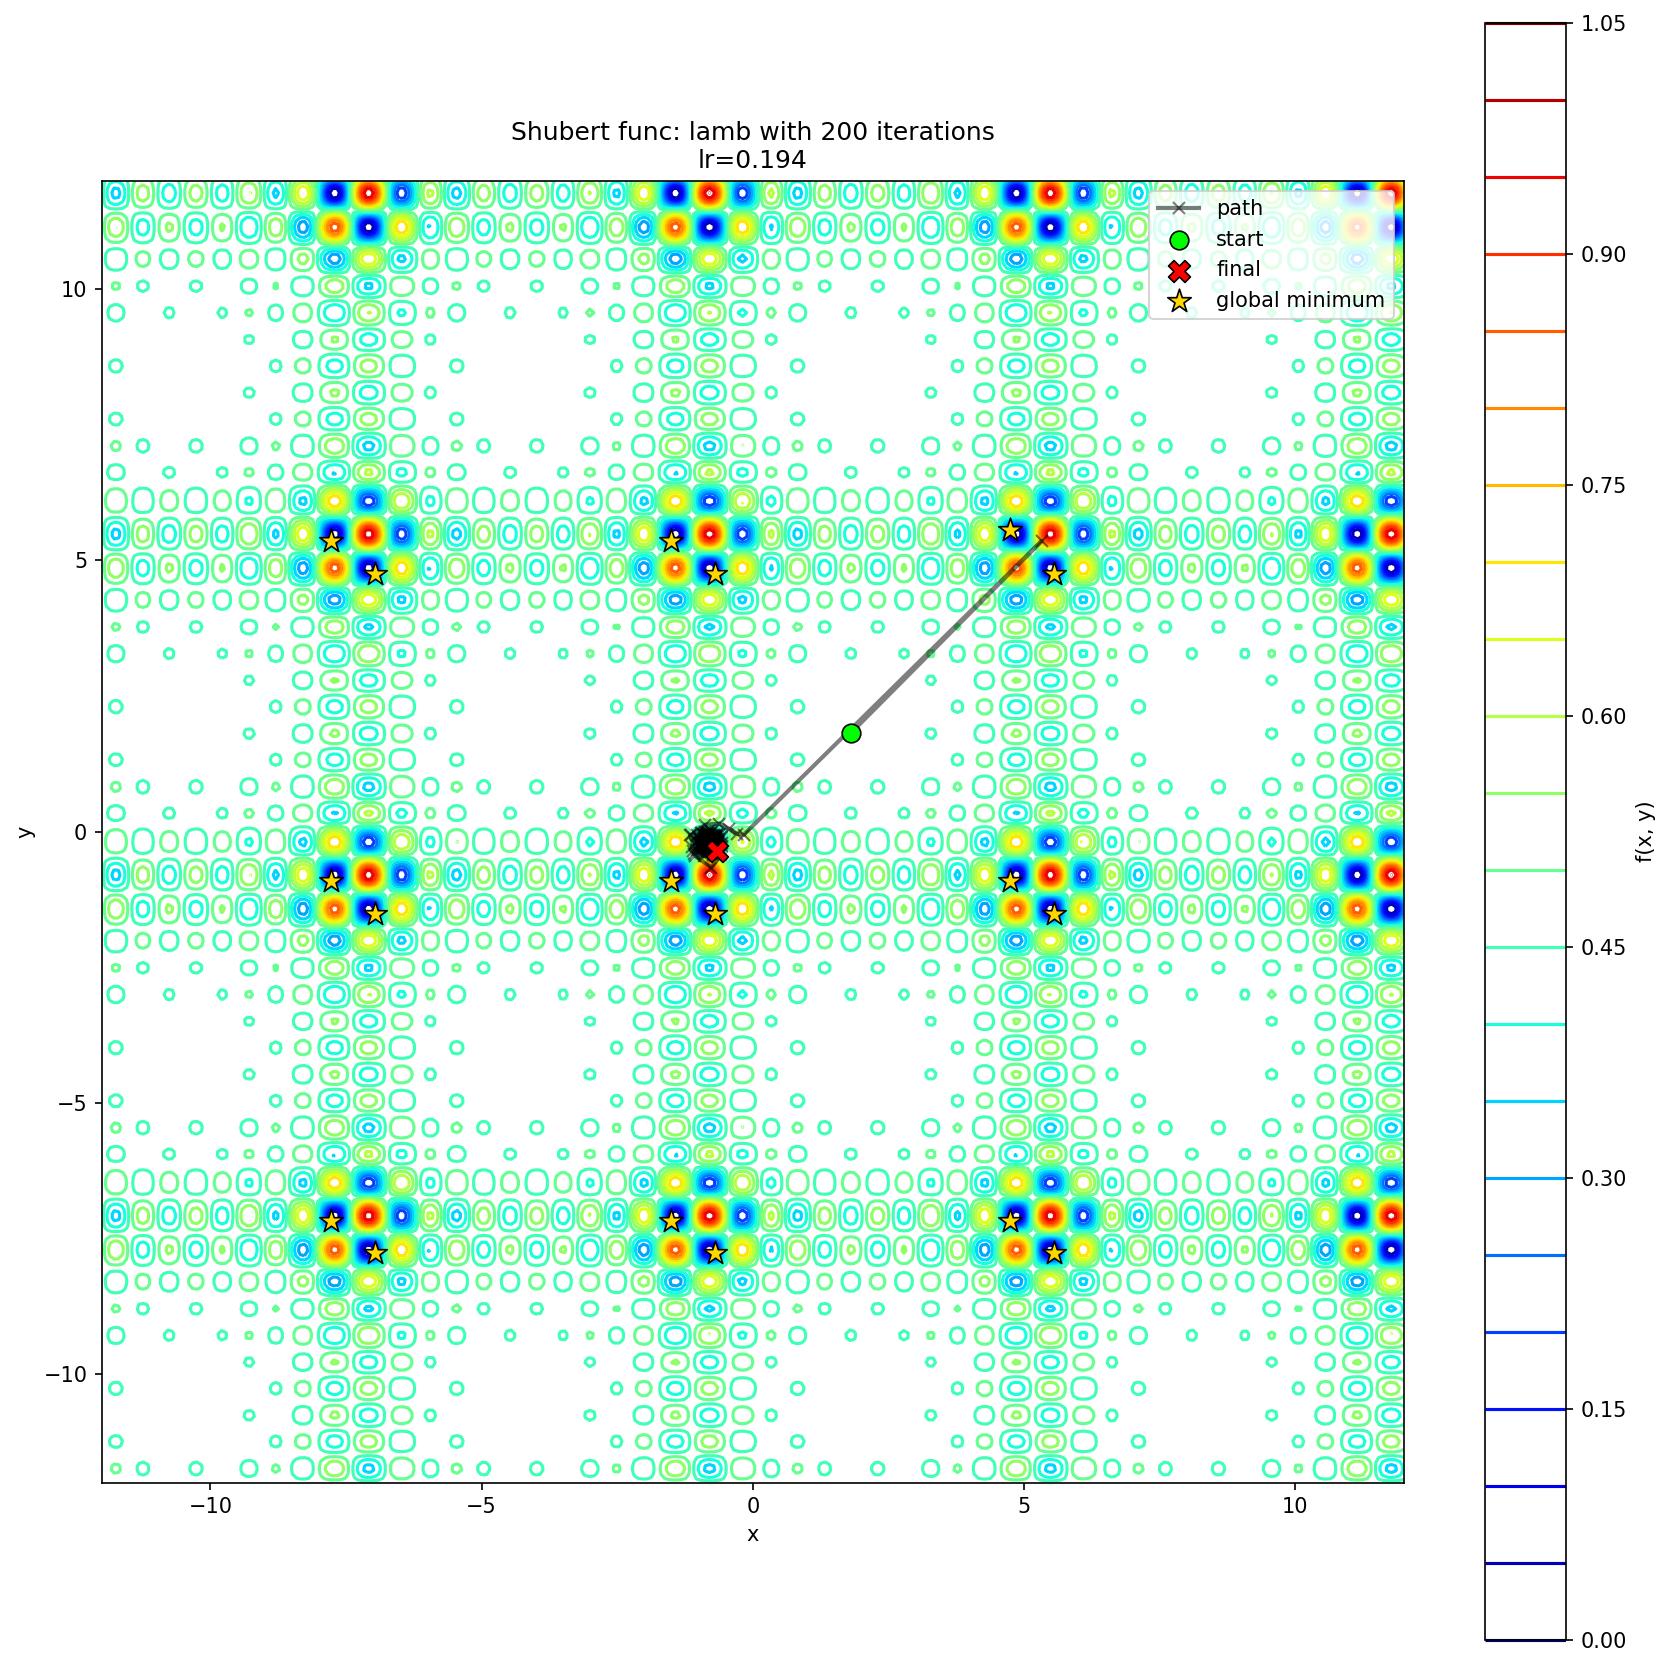 Shubert func: lamb with 200 iterations
lr=0.194
path
start
final
global minimum
10
5
0
−5
−10
y
−10
−5
0
5
10
x
1.05
0.90
0.75
0.60
0.45
0.30
0.15
0.00
f(x, y)